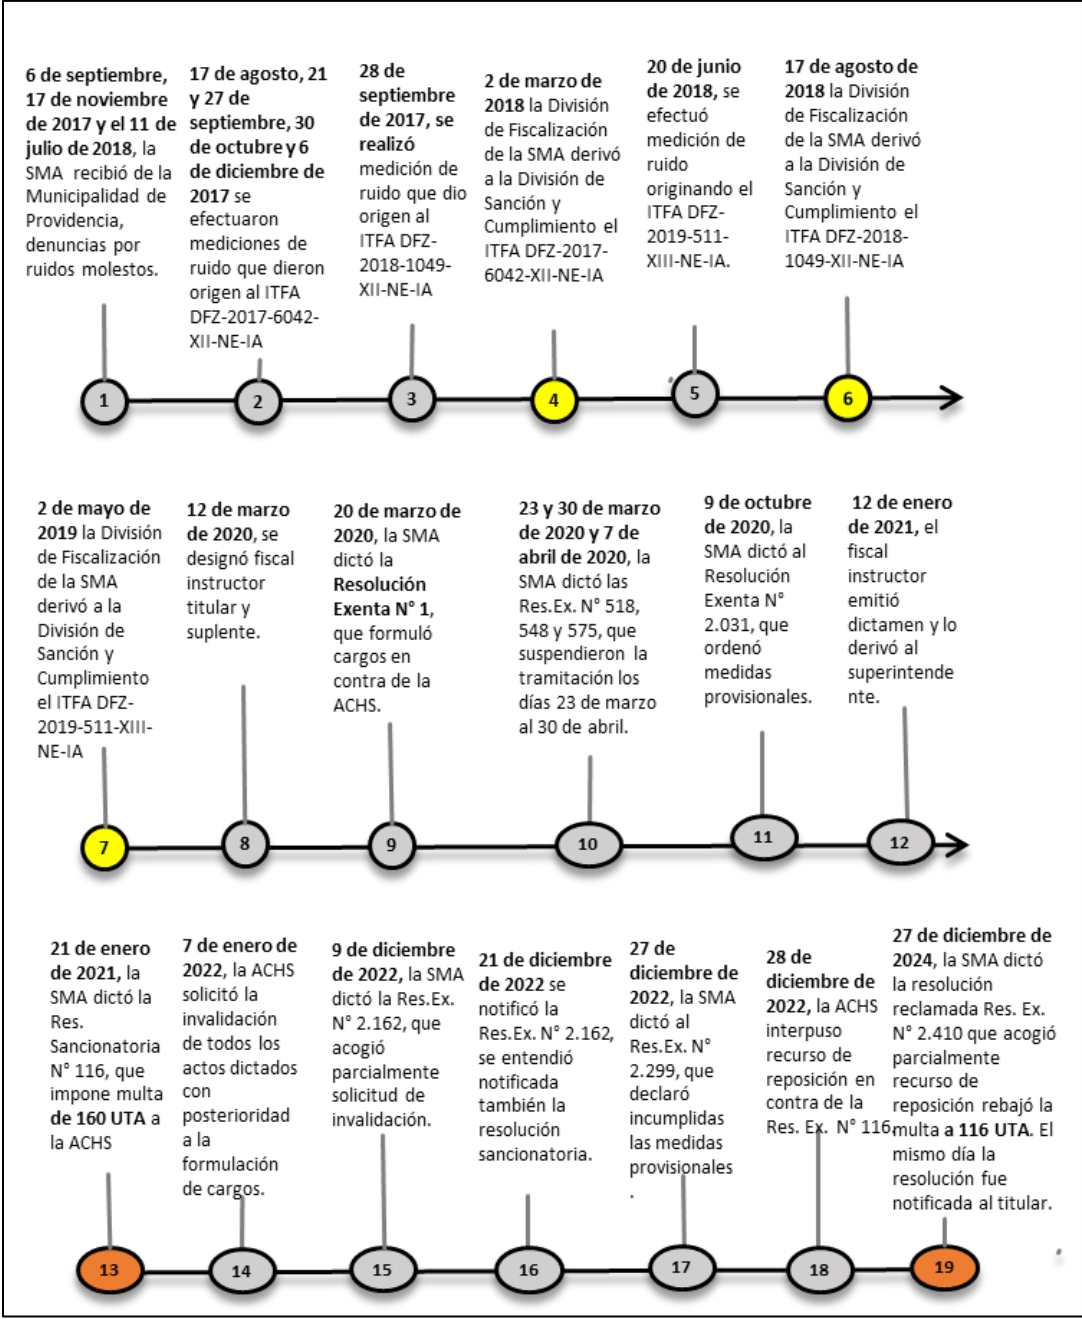 6 de septiembre,
17 de noviembre
de 2017 y el 11 de
julio de 2018, la
SMA recibió de la
Municipalidad de
Providencia,
denuncias por
ruidos molestos.
17 de agosto, 21
y 27 de
septiembre, 30
de octubre y 6
de diciembre de
2017 se
efectuaron
mediciones de
ruido que dieron
origen al ITFA
DFZ-2017-6042-
XII-NE-IA
28 de
septiembre
de 2017, se
realizó
medición de
ruido que dio
origen al
ITFA DFZ-
2018-1049-
XII-NE-IA
2 de marzo de
2018 la División
de Fiscalización
de la SMA derivó
a la División de
Sanción y
Cumplimiento el
ITFA DFZ-2017-
6042-XII-NE-IA
20 de junio
de 2018, se
efectuó
medición de
ruido
originando el
ITFA DFZ-
2019-511-
XIII-NE-IA.
17 de agosto de
2018 la División
de Fiscalización
de la SMA derivó
a la División de
Sanción y
Cumplimiento el
ITFA DFZ-2018-
1049-XII-NE-IA
1
2
3
4
5
6
2 de mayo de
2019 la División
de Fiscalización
de la SMA
derivó a la
División de
Sanción y
Cumplimiento
el ITFA DFZ-
2019-511-XIII-
NE-IA
12 de marzo
de 2020, se
designó fiscal
instructor
titular y
suplente.
20 de marzo de
2020, la SMA
dictó la
Resolución
Exenta N° 1,
que formuló
cargos en
contra de la
ACHS.
23 y 30 de marzo
de 2020 y 7 de
abril de 2020, la
SMA dictó las
Res.Ex. N° 518,
548 y 575, que
suspendieron la
tramitación los
días 23 de marzo
al 30 de abril.
9 de octubre
de 2020, la
SMA dictó al
Resolución
Exenta N°
2.031, que
ordenó
medidas
provisionales.
12 de enero
de 2021, el
fiscal
instructor
emitió
dictamen y lo
derivó al
superintende
nte.
7
8
9
10
11
12
21 de enero
de 2021, la
SMA dictó la
Res.
Sancionatoria
N° 116, que
impone multa
de 160 UTA a
la ACHS
7 de enero de
2022, la ACHS
solicitó la
invalidación
de todos los
actos dictados
con
posterioridad
a la
formulación
de cargos.
9 de diciembre
de 2022, la SMA
dictó la Res.Ex.
N° 2.162, que
acogió
parcialmente
solicitud de
invalidación.
21 de diciembre
de 2022 se
notificó la
Res.Ex. N° 2.162,
se entendió
notificada
también la
resolución
sancionatoria.
27 de
diciembre de
2022, la SMA
dictó al
Res.Ex. N°
2.299, que
declaró
incumplidas
las medidas
provisionales
.
28 de
diciembre de
2022, la ACHS
interpuso
recurso de
reposición en
contra de la
Res. Ex. N° 116.
27 de diciembre de
2024, la SMA dictó
la resolución
reclamada Res. Ex.
N° 2.410 que acogió
parcialmente
recurso de
reposición rebajó la
multa a 116 UTA. El
mismo día la
resolución fue
notificada al titular.
13
14
15
16
17
18
19